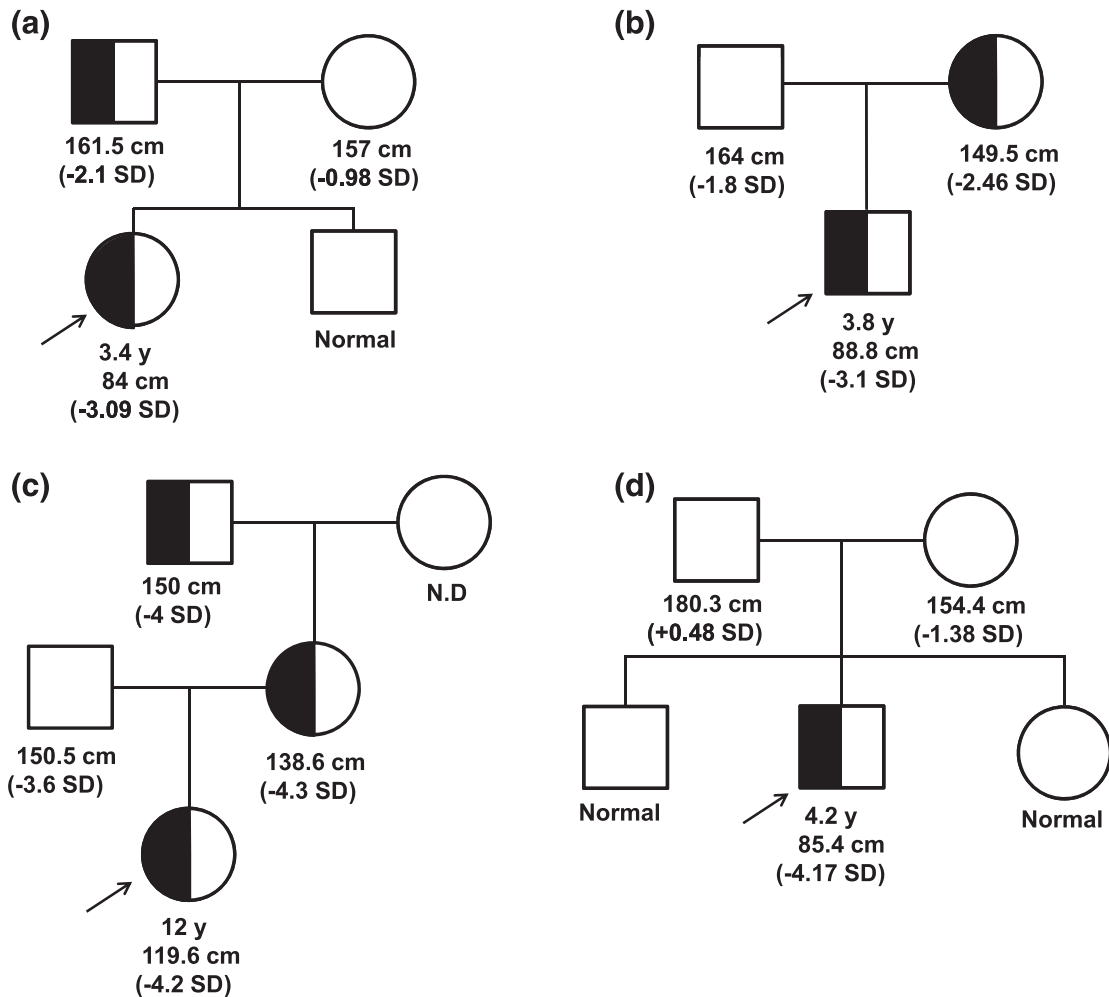 (a)
161.5 cm
(-2.1 SD)
157 cm
(-0.98 SD)
3.4 y
84 cm
(-3.09 SD)
Normal
(b)
164 cm
(-1.8 SD)
149.5 cm
(-2.46 SD)
3.8 y
88.8 cm
(-3.1 SD)
(c)
150 cm
(-4 SD)
N.D
150.5 cm
(-3.6 SD)
138.6 cm
(-4.3 SD)
12 y
119.6 cm
(-4.2 SD)
(d)
180.3 cm
(+0.48 SD)
154.4 cm
(-1.38 SD)
Normal
4.2 y
85.4 cm
(-4.17 SD)
Normal